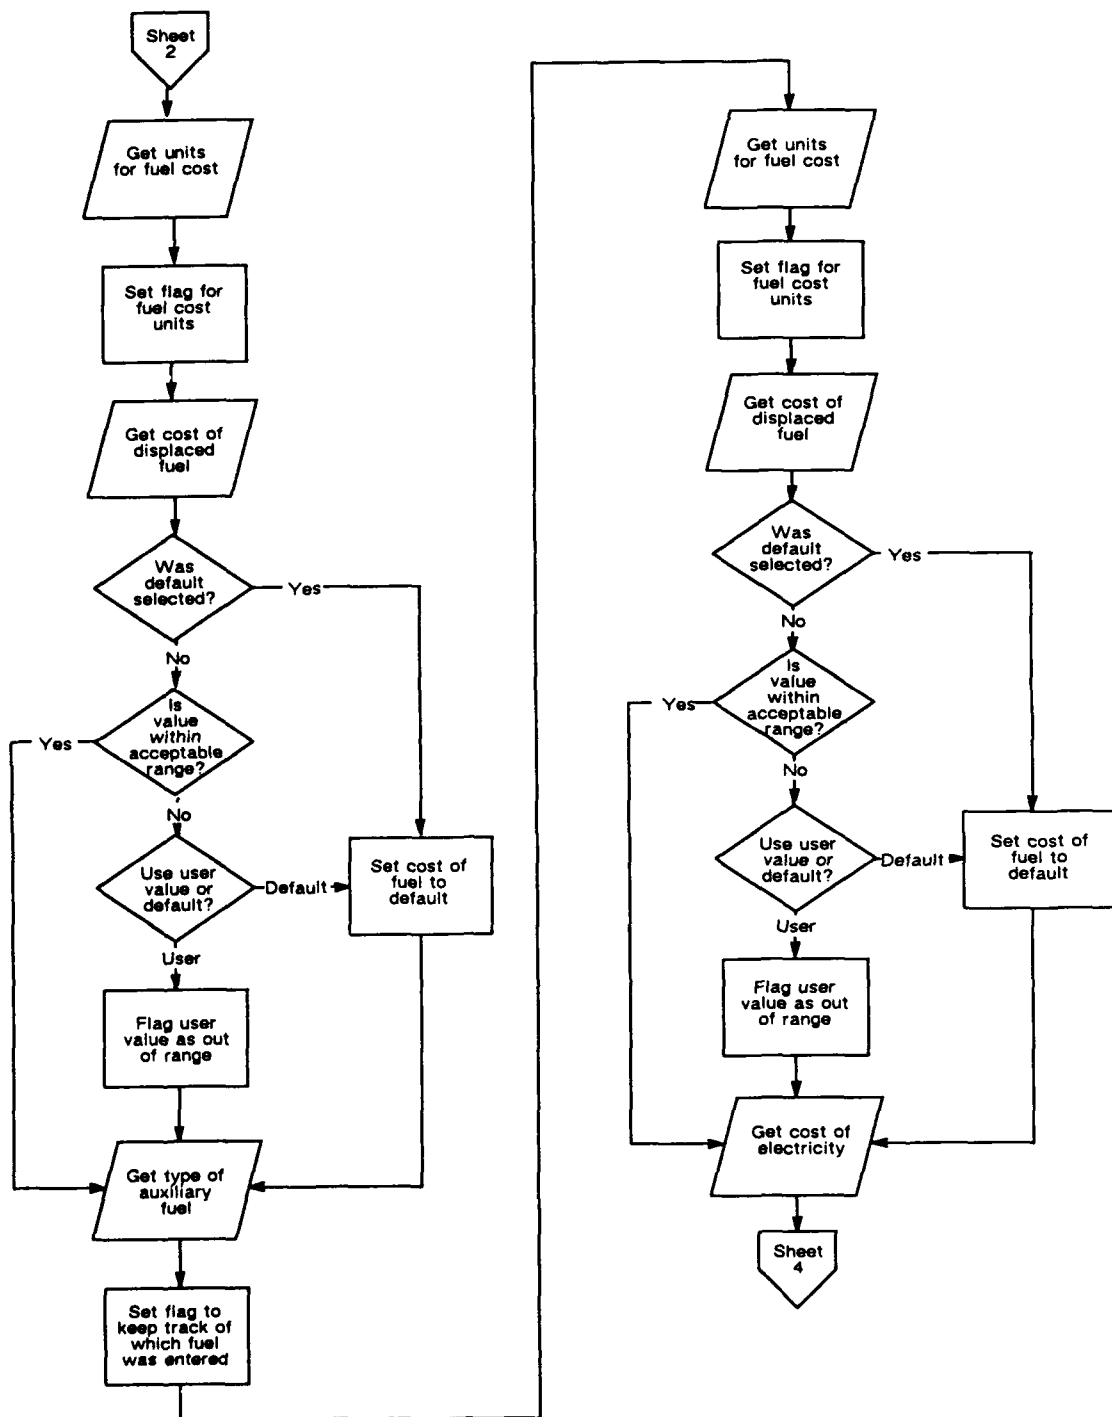 Sheet
2
Get units
for fuel cost
Set flag for
fuel cost
units
Get cost of
displaced
fuel
Was
default
selected?
Yes
No
Is
value
within
acceptable
range?
Yes
No
Use user
value or
default?
Default
Set cost of
fuel to
default
User
Flag user
value as out
of range
Get type of
auxiliary
fuel
Set flag to
keep track of
which fuel
was entered
Get units
for fuel cost
Set flag for
fuel cost
units
Get cost of
displaced
fuel
Was
default
selected?
Yes
No
Is
value
within
acceptable
range?
Yes
No
Use user
value or
default?
Default
Set cost of
fuel to
default
User
Flag user
value as out
of range
Get cost of
electricity
Sheet
4